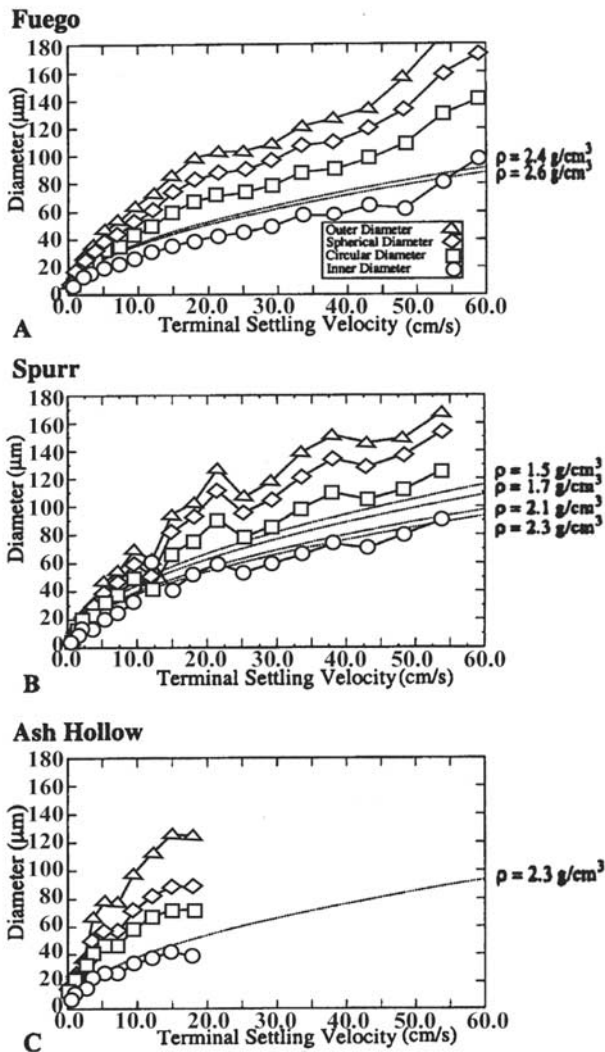 Fuego
180
160
140
120
100
80
60
40
20
0
Diameter (μm)
ρ = 2.4 g/cm³
ρ = 2.6 g/cm³
Outer Diameter
Spherical Diameter
Circular Diameter
Inner Diameter
0.0 10.0 20.0 30.0 40.0 50.0 60.0
A Terminal Settling Velocity (cm/s)
Spurr
180
160
140
120
100
80
60
40
20
0
Diameter (μm)
ρ = 1.5 g/cm³
ρ = 1.7 g/cm³
ρ = 2.1 g/cm³
ρ = 2.3 g/cm³
0.0 10.0 20.0 30.0 40.0 50.0 60.0
B Terminal Settling Velocity (cm/s)
Ash Hollow
180
160
140
120
100
80
60
40
20
0
Diameter (μm)
ρ = 2.3 g/cm³
0.0 10.0 20.0 30.0 40.0 50.0 60.0
C Terminal Settling Velocity (cm/s)